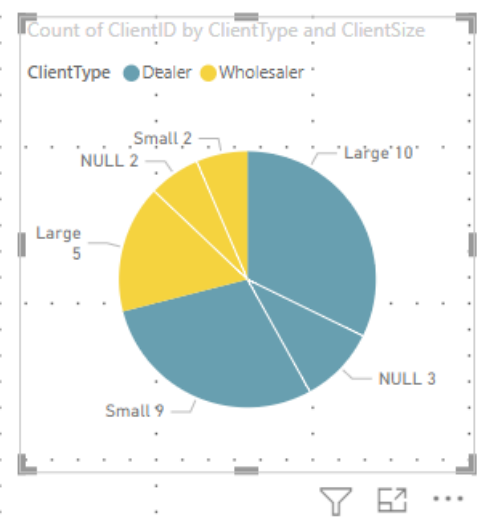 Count of ClientID by ClientType and ClientSize
ClientType Dealer Wholesaler
Small 2
NULL 2
Large 10
Large
5
NULL 3
Small 9